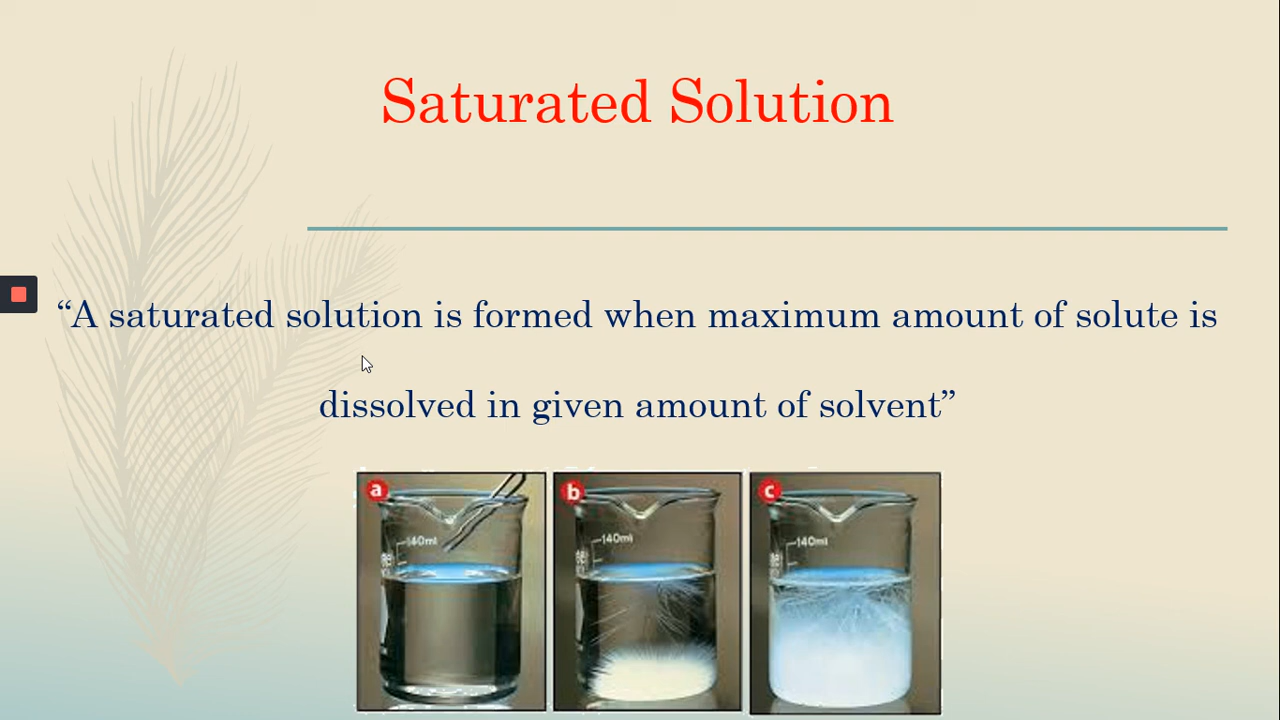 Saturated Solution
“A saturated solution is formed when maximum amount of solute is
dissolved in given amount of solvent”
a b c
140ml 140ml 140ml